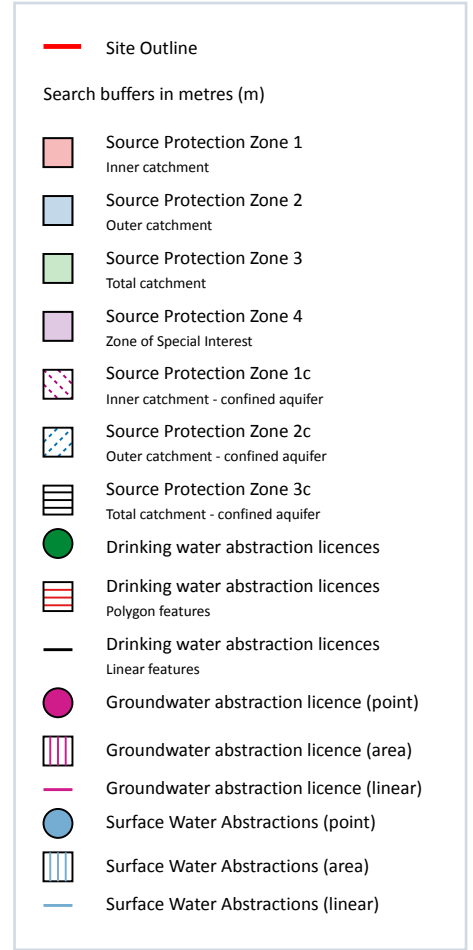 Site Outline
Search buffers in metres (m)
Source Protection Zone 1
Inner catchment
Source Protection Zone 2
Outer catchment
Source Protection Zone 3
Total catchment
Source Protection Zone 4
Zone of Special Interest
Source Protection Zone 1c
Inner catchment - confined aquifer
Source Protection Zone 2c
Outer catchment - confined aquifer
Source Protection Zone 3c
Total catchment - confined aquifer
Drinking water abstraction licences
Drinking water abstraction licences
Polygon features
Drinking water abstraction licences
Linear features
Groundwater abstraction licence (point)
Groundwater abstraction licence (area)
Groundwater abstraction licence (linear)
Surface Water Abstractions (point)
Surface Water Abstractions (area)
Surface Water Abstractions (linear)